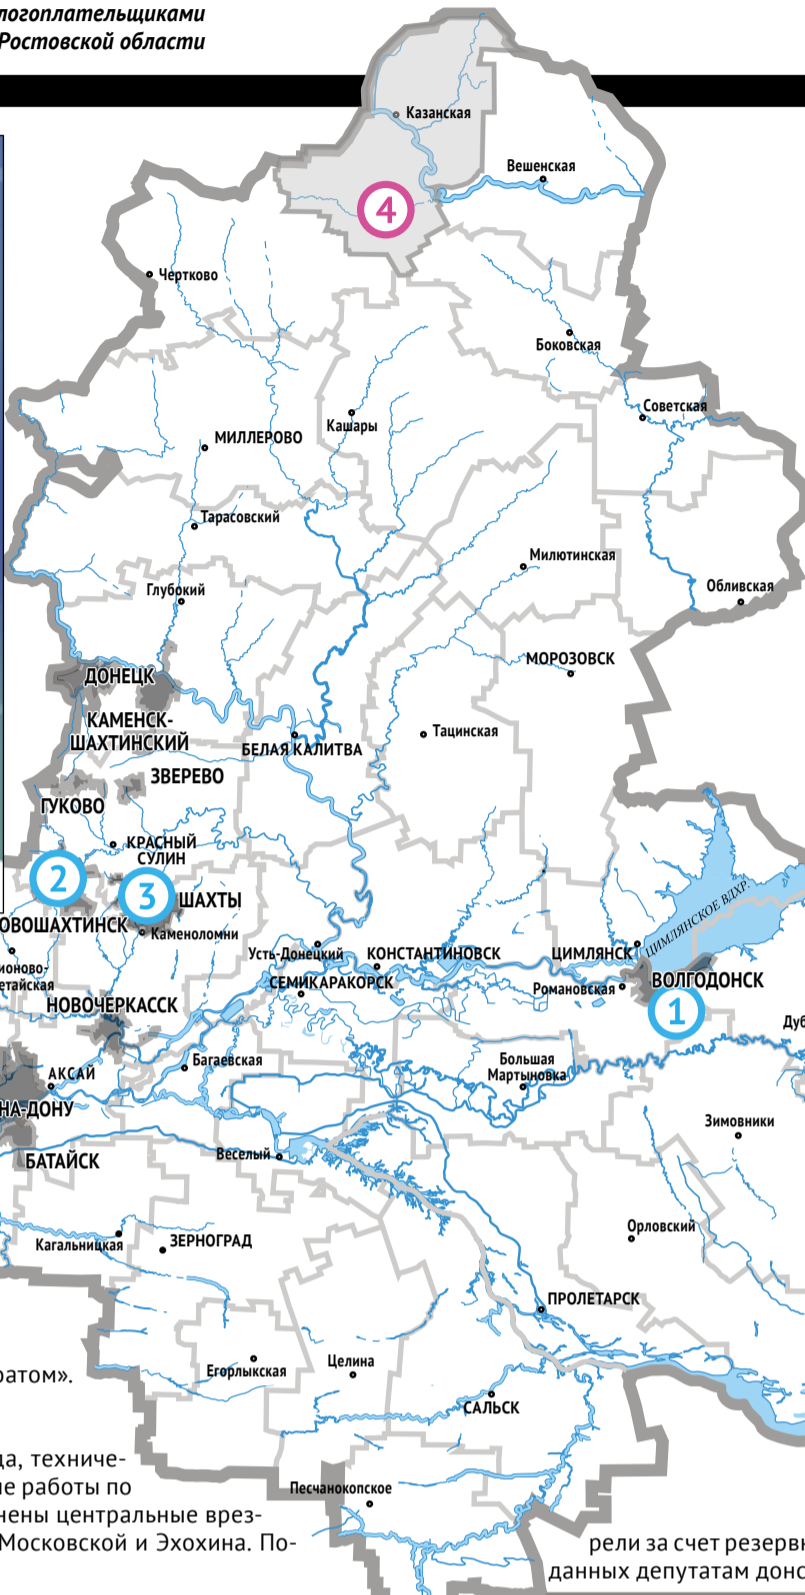 логоплательщиками
Ростовской области
Казанская
Вешенская
4
Чертково
Боковская
Советская
Кашары
МИЛЛЕРОВО
Тарасовский
Милютинская
Глубокий
Обливская
МОРОЗОВСК
ДОНЕЦК
КАМЕНСК-
ШАХТИНСКИЙ
Тацинская
БЕЛАЯ КАЛИТВА
ЗВЕРЕВО
ГУКОВО
КРАСНЫЙ
СУЛИН
2
3
ШАХТЫ
ОВОШАХТИНСК
Каменоломни
ЦИМЛЯНСКОЕ ВДХР.
Усть-Донецкий
КОНСТАНТИНОВСК
ЦИМЛЯНСК
ионово-
етайская
СЕМИКАРАКОРСК
Романовская
ВОЛГОДОНСК
НОВОЧЕРКАССК
1
Дуб
Багаевская
Большая
Мартыновка
АКСАЙ
НА-ДОНУ
Зимовники
Веселый
БАТАЙСК
Орловский
Кагальницкая
ЗЕРНОГРАД
ПРОЛЕТАРСК
Егорлыкская
Целина
ратом».
САЛЬСК
да, техниче-
ие работы по
нены центральные врез-
Московской и Эхохина. По-
Песчанокопское
рели за счет резервн
данных депутатам донс